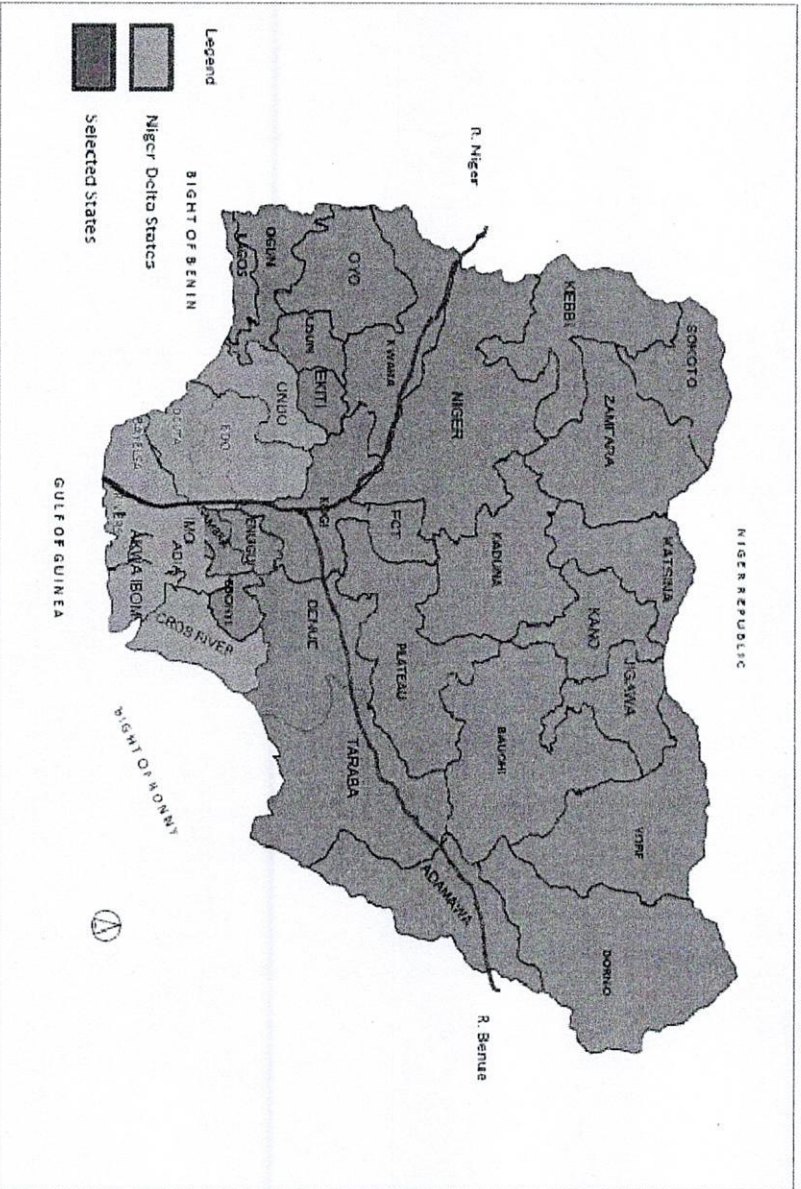 NIGER REPUBLIC
SOKOTO
KATSINA
KEBBI
ZAMFARA
KANO
JIGAWA
YOBE
BORNO
KADUNA
BAUCHI
NIGER
R. Niger
R. Benue
FCT
PLATEAU
ADAMAWA
KWARA
OYO
TARABA
KOGI
BENUE
EKITI
OSUN
OGUN
ONDO
LAGOS
EDO
ENUGU
EBONYI
CROS RIVER
DELTA
IMO
ABIA
AKWA IBOM
BAYELSA
BIGHT OF BENIN
BIGHT OF BONNY
GULF OF GUINEA
Legend
Niger Delta States
Selected States